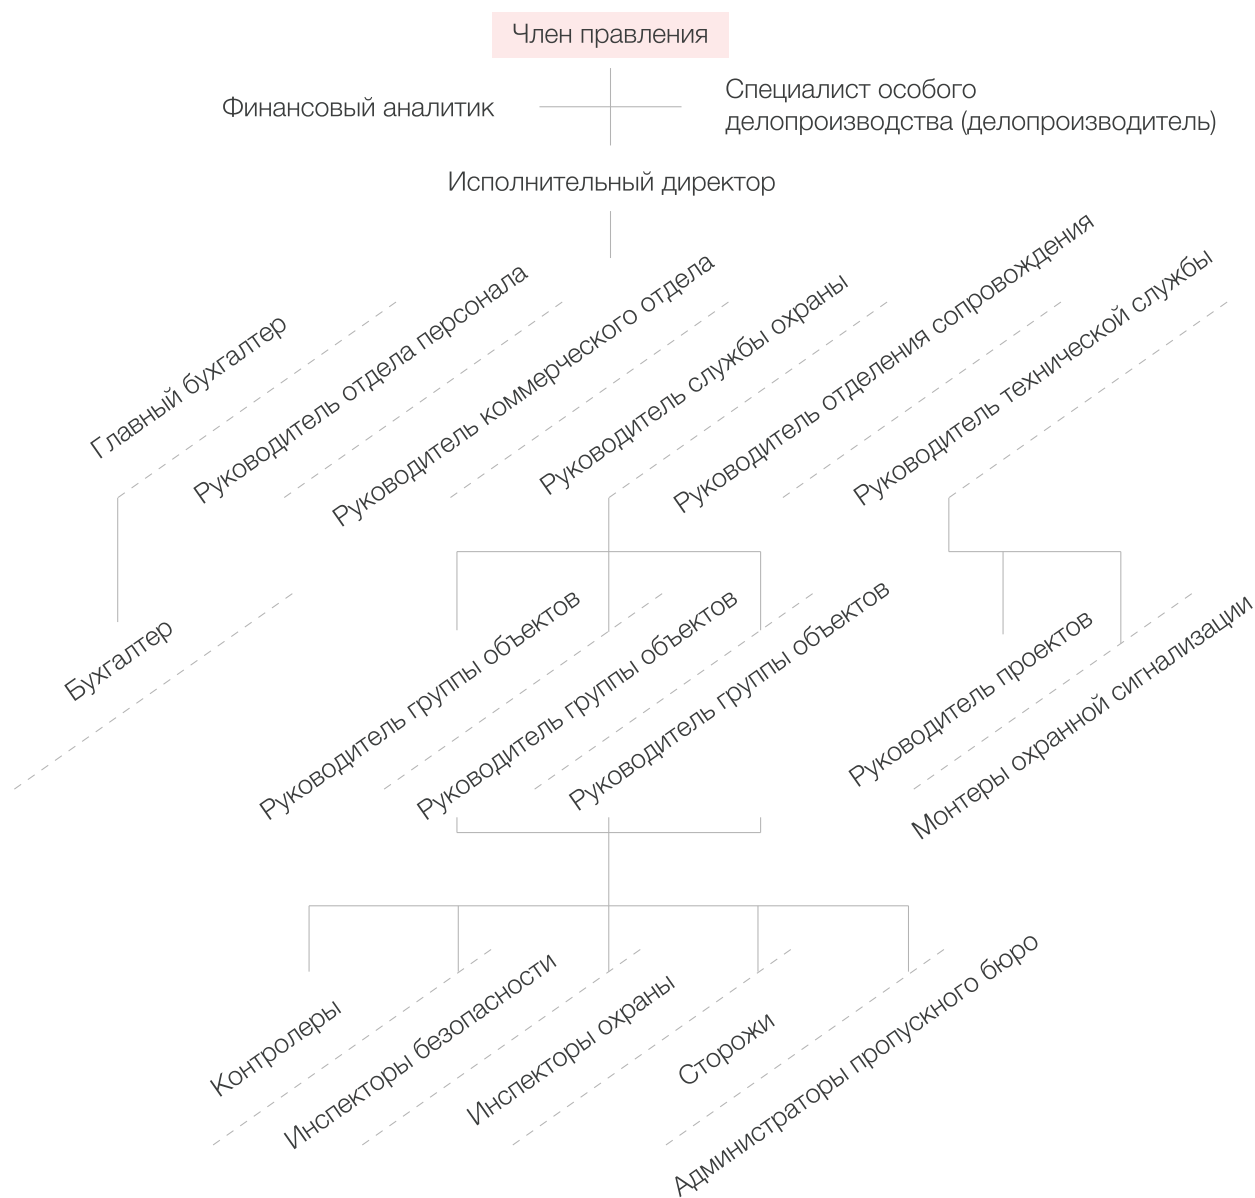 Член правления
Финансовый аналитик
Специалист особого
делопроизводства (делопроизводитель)
Исполнительный директор
Главный бухгалтер
Руководитель отдела персонала
Руководитель коммерческого отдела
Руководитель службы охраны
Руководитель отделения сопровождения
Руководитель технической службы
Бухгалтер
Руководитель группы объектов
Руководитель группы объектов
Руководитель группы объектов
Руководитель проектов
Монтеры охранной сигнализации
Контролеры
Инспекторы безопасности
Инспекторы охраны
Сторожи
Администраторы пропускного бюро